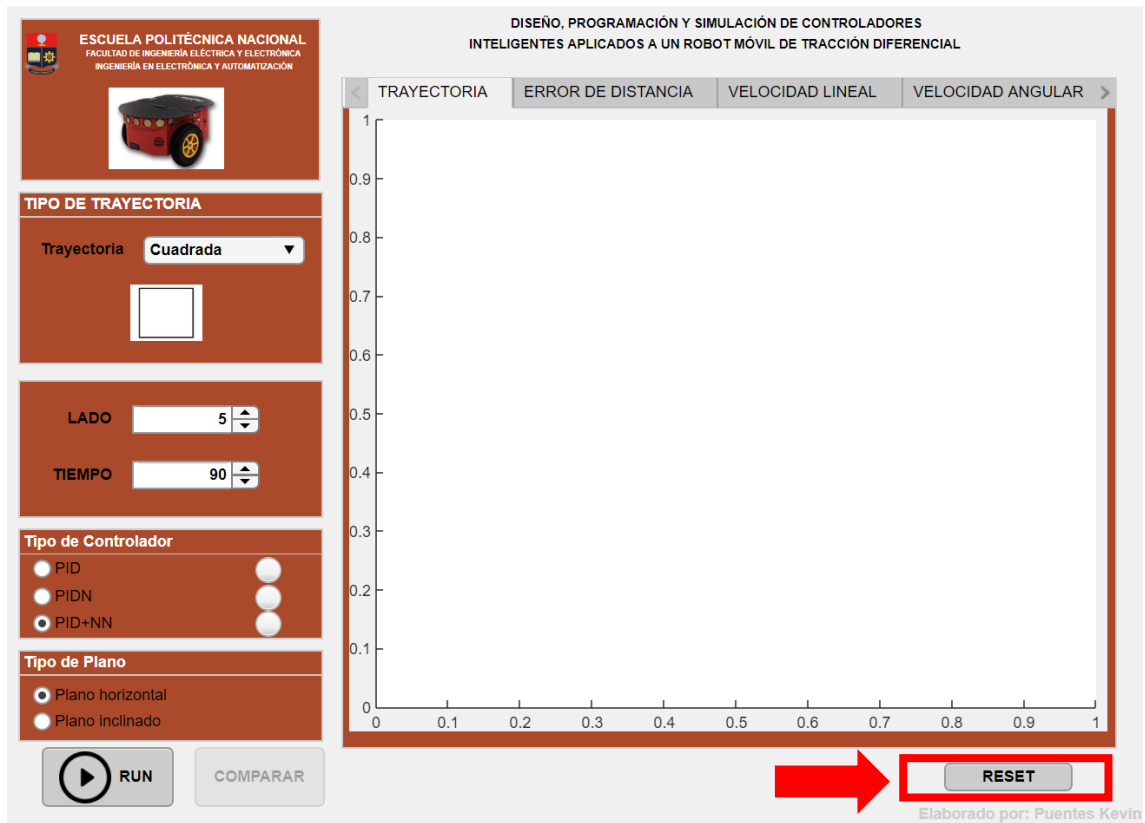 ESCUELA POLITÉCNICA NACIONAL
FACULTAD DE INGENIERÍA ELÉCTRICA Y ELECTRÓNICA
INGENIERÍA EN ELECTRÓNICA Y AUTOMATIZACIÓN
DISEÑO, PROGRAMACIÓN Y SIMULACIÓN DE CONTROLADORES
INTELIGENTES APLICADOS A UN ROBOT MÓVIL DE TRACCIÓN DIFERENCIAL
TIPO DE TRAYECTORIA
Trayectoria Cuadrada
LADO 5
TIEMPO 90
Tipo de Controlador
PID
PIDN
PID+NN
Tipo de Plano
Plano horizontal
Plano inclinado
RUN COMPARAR
TRAYECTORIA ERROR DE DISTANCIA VELOCIDAD LINEAL VELOCIDAD ANGULAR
1
0.9
0.8
0.7
0.6
0.5
0.4
0.3
0.2
0.1
0
0 0.1 0.2 0.3 0.4 0.5 0.6 0.7 0.8 0.9 1
RESET
Elaborado por: Puentes Kevin